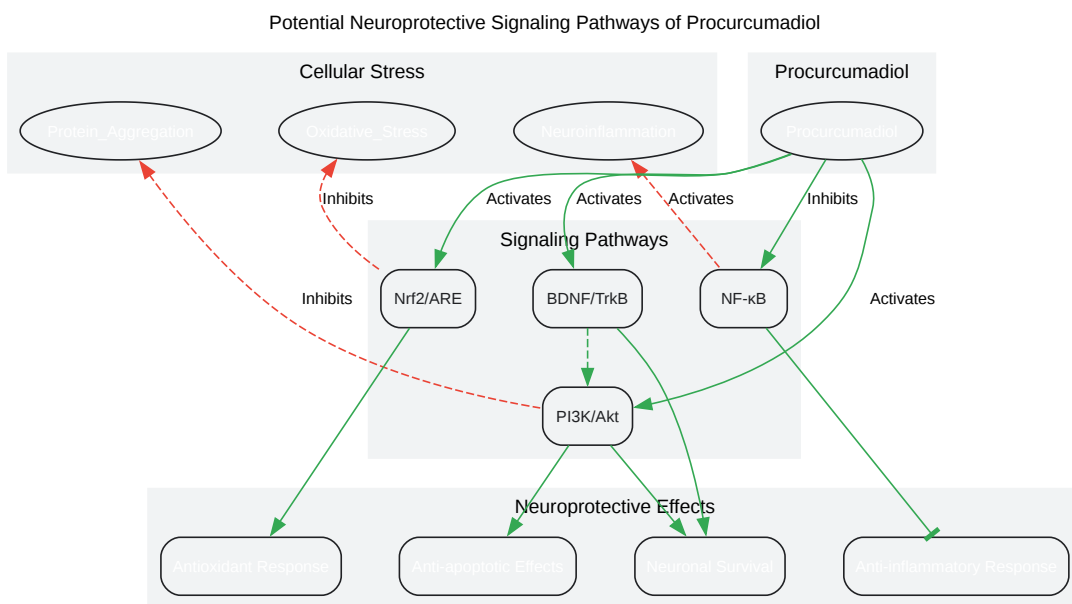 Potential Neuroprotective Signaling Pathways of Procurcumadiol
Cellular Stress
Procurcumadiol
Protein_Aggregation
Oxidative_Stress
Neuroinflammation
Procurcumadiol
Inhibits
Activates
Activates
Activates
Inhibits
Signaling Pathways
Nrf2/ARE
BDNF/TrkB
NF-κB
Inhibits
Activates
PI3K/Akt
Neuroprotective Effects
Antioxidant Response
Anti-apoptotic Effects
Neuronal Survival
Anti-inflammatory Response